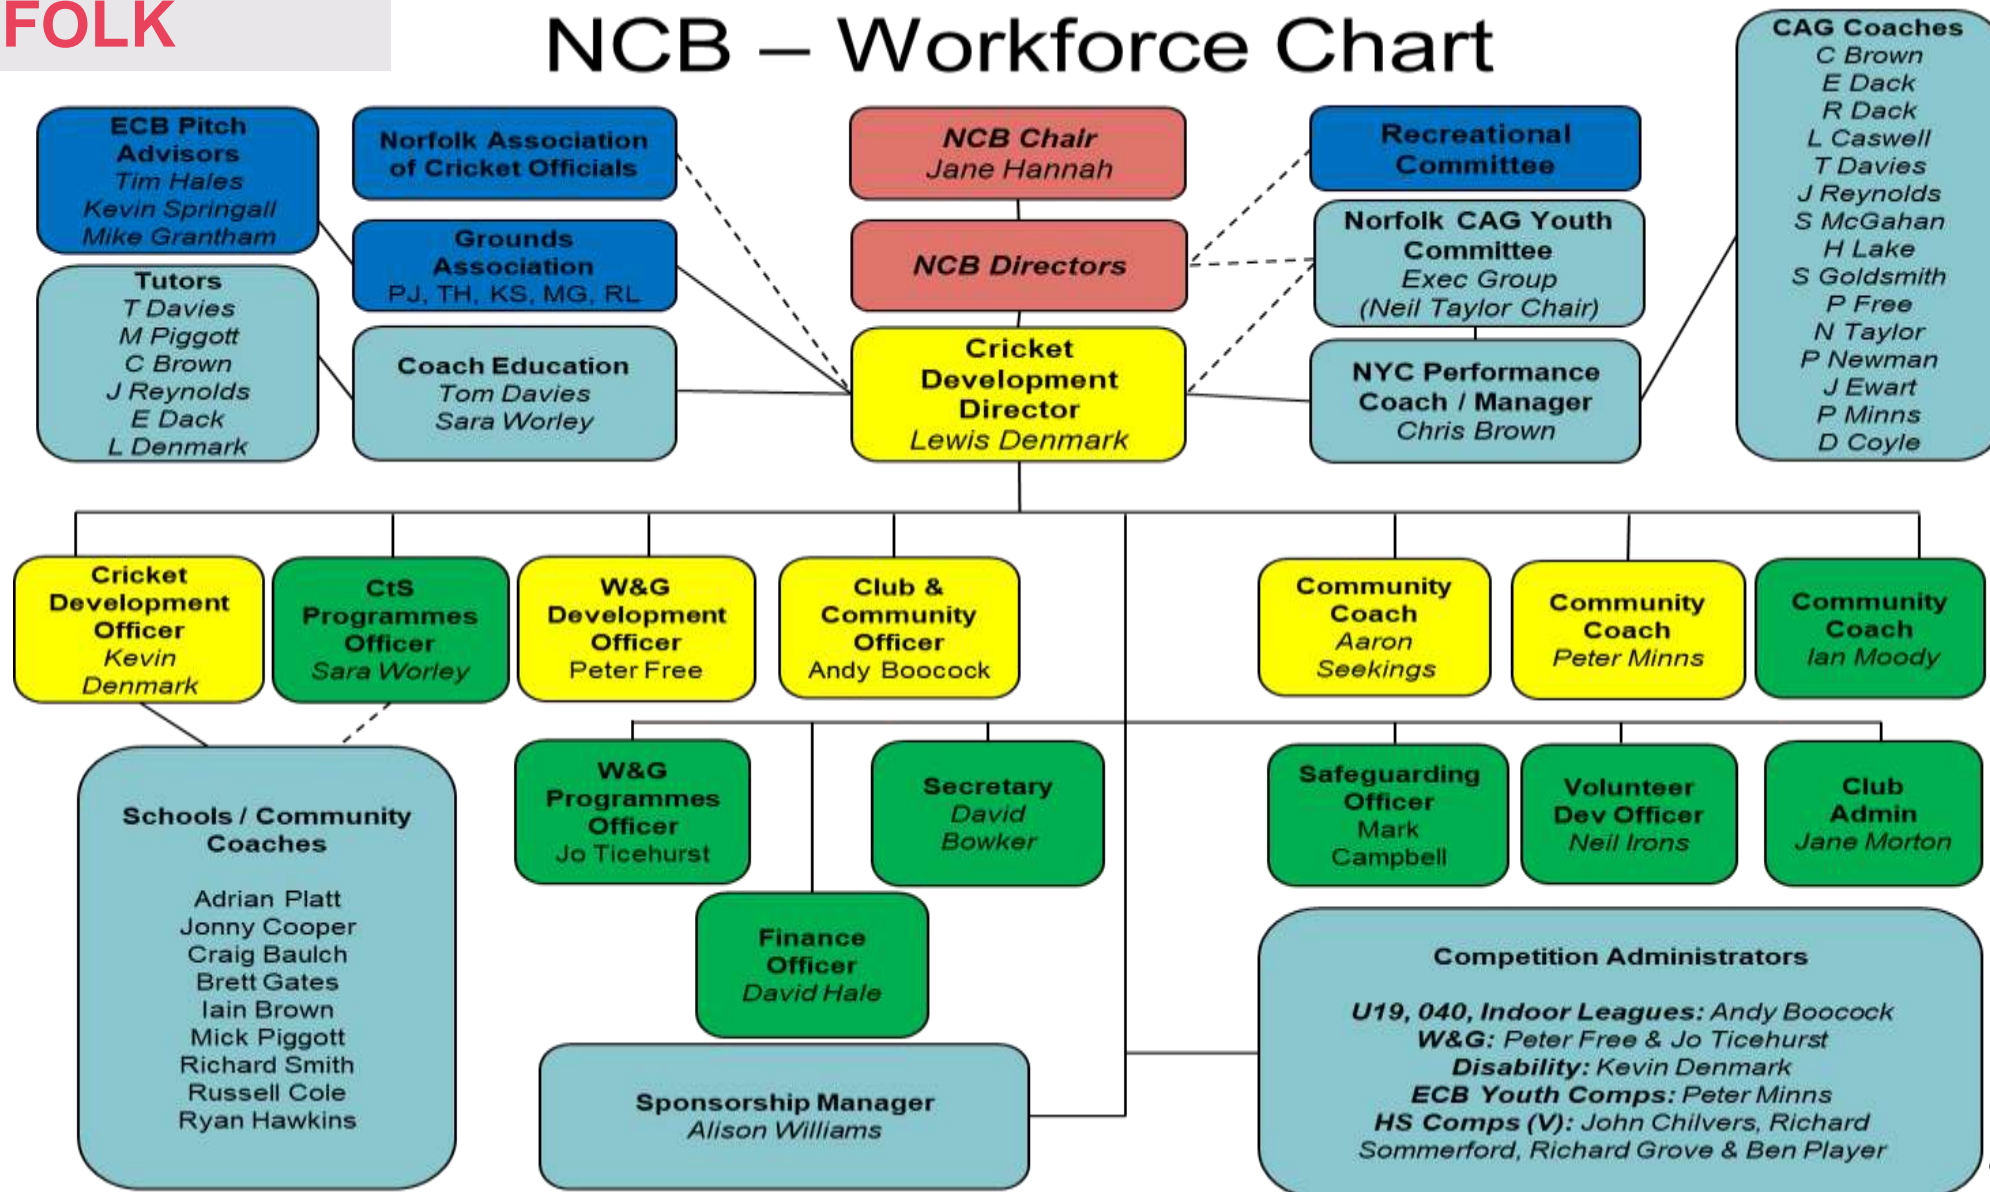 FOLK
NCB – Workforce Chart
ECB Pitch
Advisors
Tim Hales
Kevin Springall
Mike Grantham
Norfolk Association
of Cricket Officials
NCB Chair
Jane Hannah
Recreational
Committee
CAG Coaches
C Brown
E Dack
R Dack
L Caswell
T Davies
J Reynolds
S McGahan
H Lake
S Goldsmith
P Free
N Taylor
P Newman
J Ewart
P Minns
D Coyle
Grounds
Association
PJ, TH, KS, MG, RL
NCB Directors
Norfolk CAG Youth
Committee
Exec Group
(Neil Taylor Chair)
Tutors
T Davies
M Piggott
C Brown
J Reynolds
E Dack
L Denmark
Coach Education
Tom Davies
Sara Worley
Cricket
Development
Director
Lewis Denmark
NYC Performance
Coach / Manager
Chris Brown
Cricket
Development
Officer
Kevin
Denmark
CtS
Programmes
Officer
Sara Worley
W&G
Development
Officer
Peter Free
Club &
Community
Officer
Andy Boocock
Community
Coach
Aaron
Seekings
Community
Coach
Peter Minns
Community
Coach
Ian Moody
Schools / Community
Coaches
Adrian Platt
Jonny Cooper
Craig Baulch
Brett Gates
Iain Brown
Mick Piggott
Richard Smith
Russell Cole
Ryan Hawkins
W&G
Programmes
Officer
Jo Ticehurst
Secretary
David
Bowker
Safeguarding
Officer
Mark
Campbell
Volunteer
Dev Officer
Neil Irons
Club
Admin
Jane Morton
Finance
Officer
David Hale
Sponsorship Manager
Alison Williams
Competition Administrators
U19, 040, Indoor Leagues: Andy Boocock
W&G: Peter Free & Jo Ticehurst
Disability: Kevin Denmark
ECB Youth Comps: Peter Minns
HS Comps (V): John Chilvers, Richard
Sommerford, Richard Grove & Ben Player